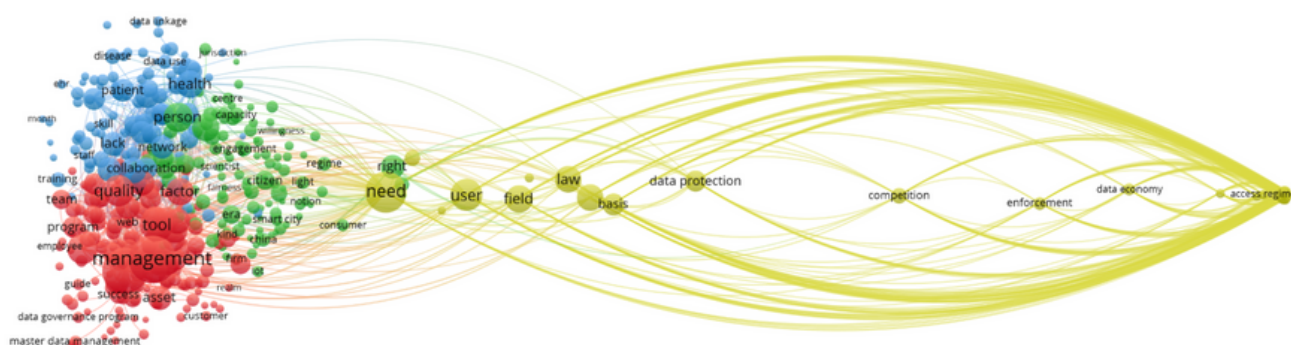 data linkage
disease
jurisdiction
data use
ehr
patient
health
centre
month
skill
person
capacity
willingness
lack
network
engagement
staff
collaboration
scientist
regime
right
training
quality
factor
fairness
citizen
light
need
user
field
law
basis
data protection
competition
enforcement
data economy
access regime
team
notion
program
web
tool
era
smart city
consumer
employee
kind
china
management
firm
iot
guide
success
asset
realm
data governance program
customer
master data management